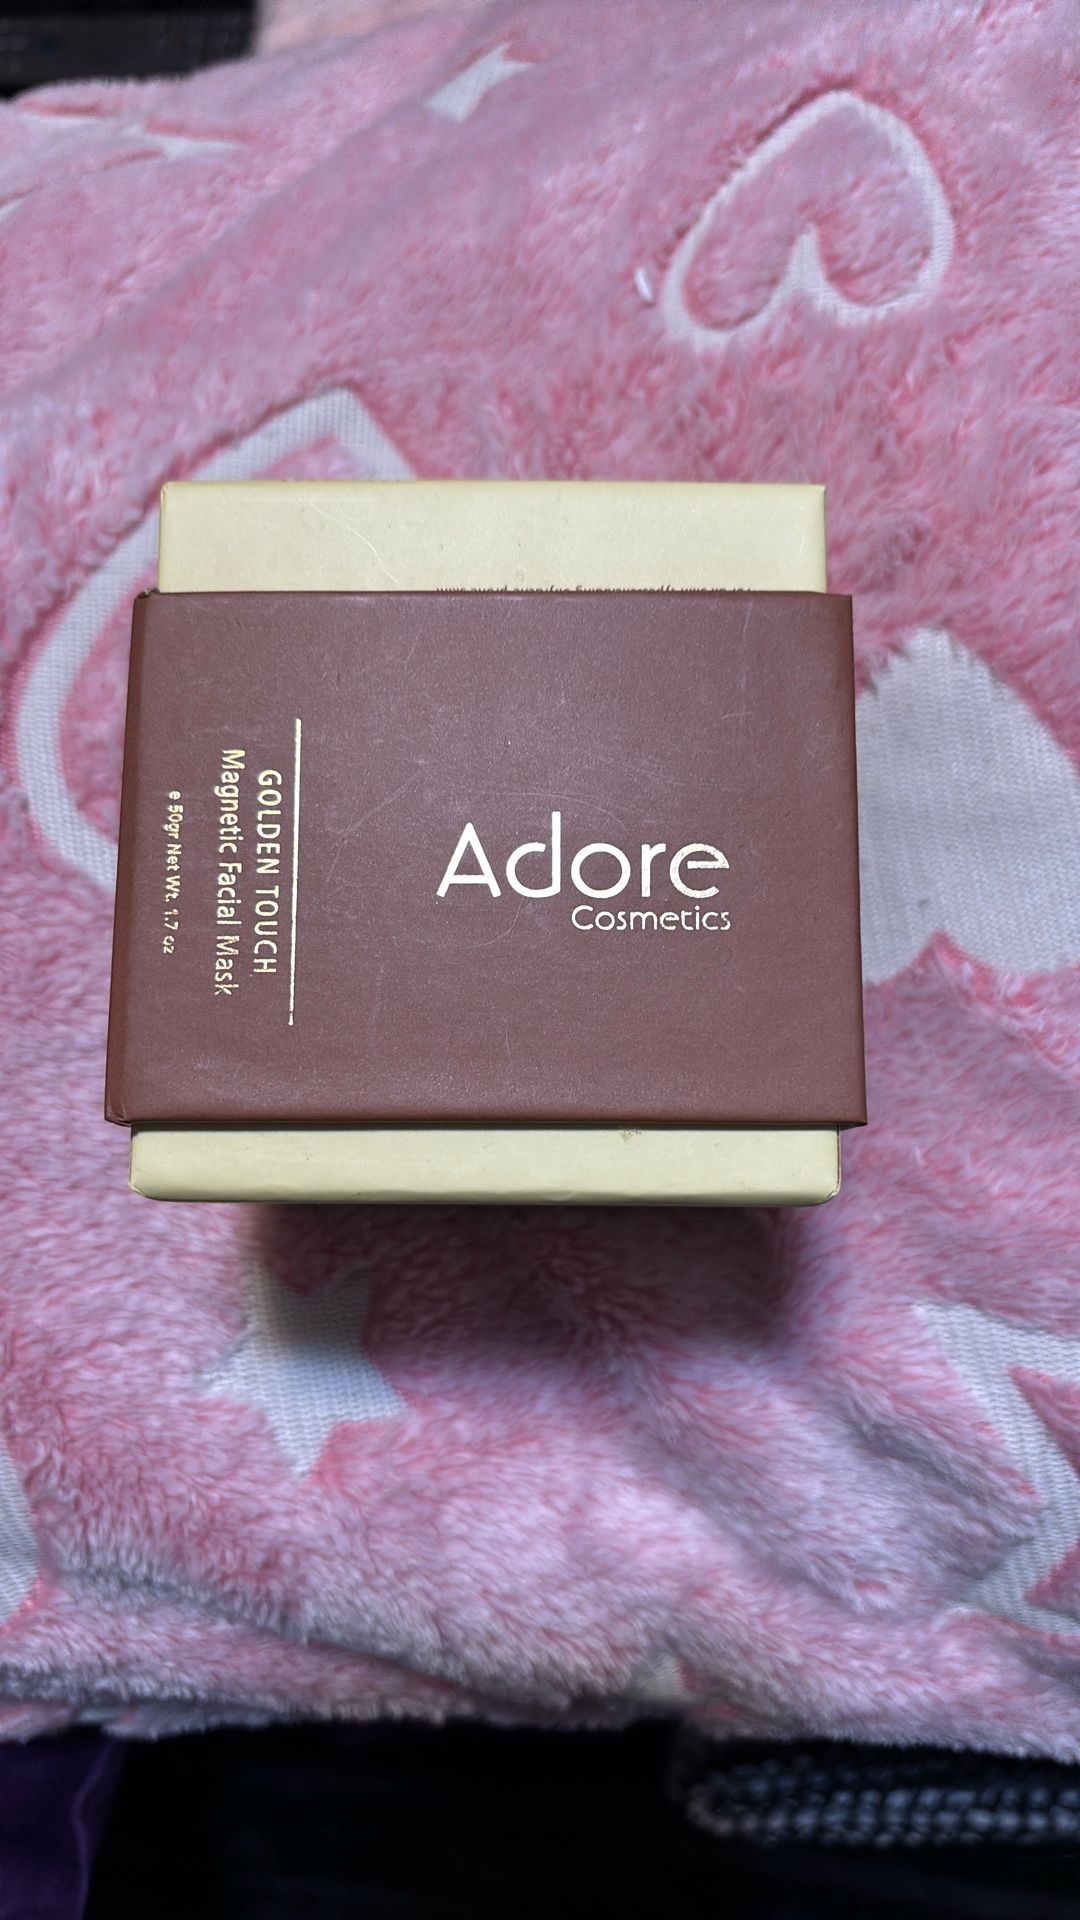 Adore
Cosmetics
GOLDEN TOUCH
Magnetic Facial Mask
e 50gr Net Wt. 1.7 oz